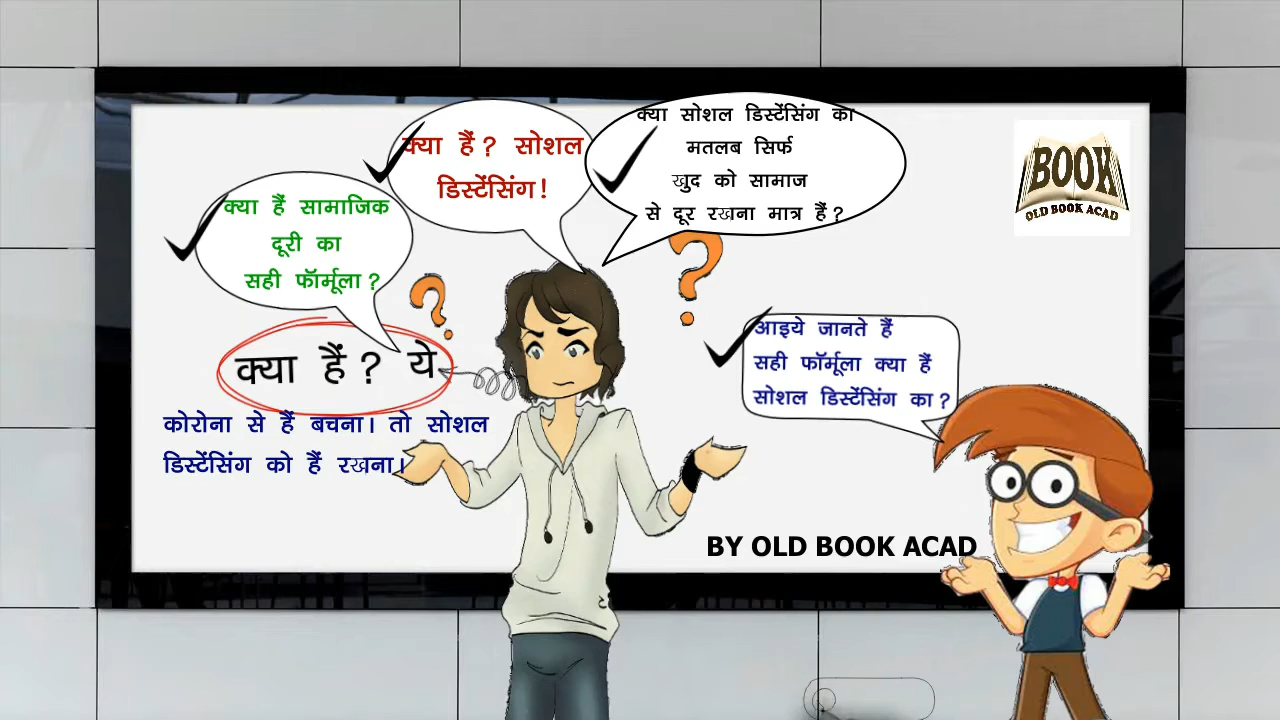 क्या सोशल डिस्टेंसिंग का
मतलब सिर्फ
खुद को सामाज
से दूर रखना मात्र हैं?
क्या हैं? सोशल
डिस्टेंसिंग!
क्या हैं सामाजिक
दूरी का
सही फॉर्मूला?
BOOK
OLD BOOK ACAD
क्या हैं? ये
कोरोना से हैं बचना। तो सोशल
डिस्टेंसिंग को हैं रखना।
आइये जानते हैं
सही फॉर्मूला क्या हैं
सोशल डिस्टेंसिंग का?
BY OLD BOOK ACAD